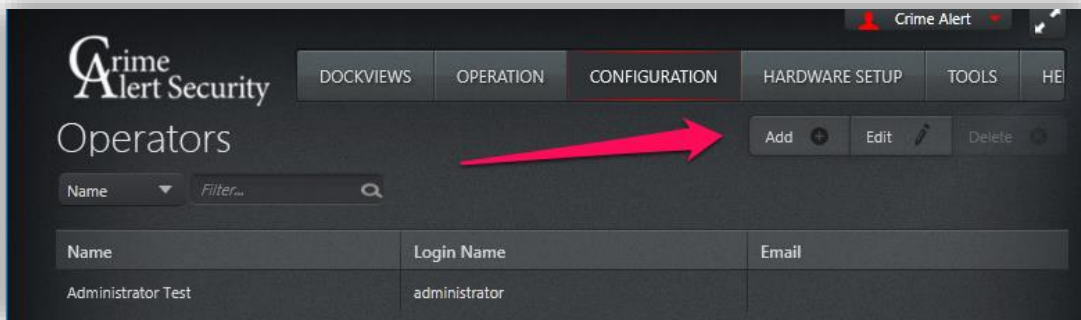 Crime Alert
Crime
Alert Security
DOCKVIEWS OPERATION CONFIGURATION HARDWARE SETUP TOOLS
Operators
Add Edit Delete
Name Filter...
Name Login Name Email
Administrator Test administrator